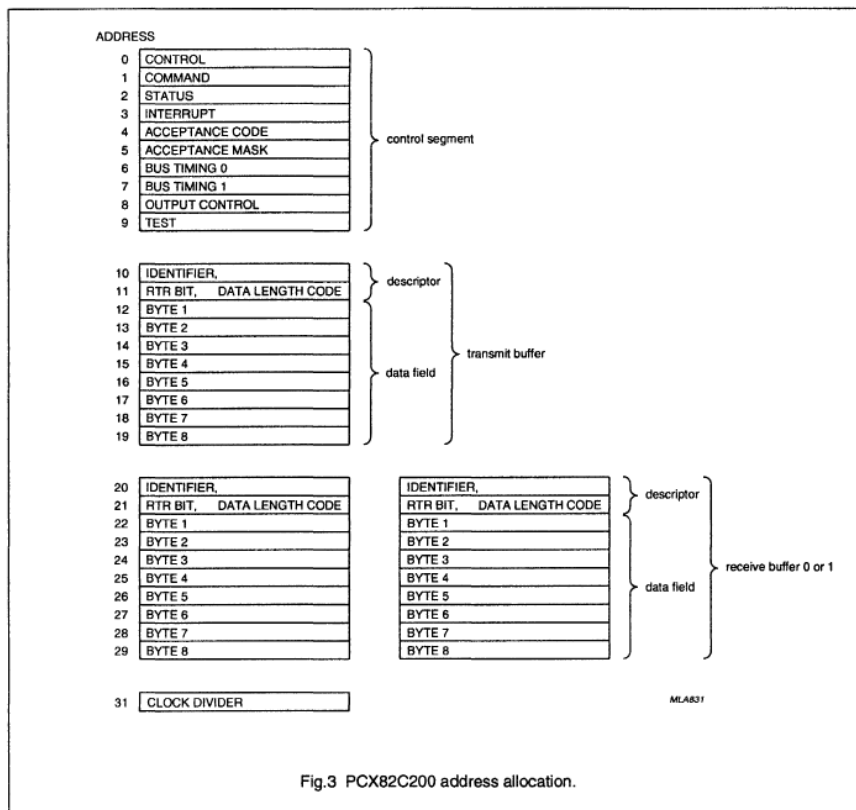 ADDRESS
0 CONTROL
1 COMMAND
2 STATUS
3 INTERRUPT
4 ACCEPTANCE CODE
5 ACCEPTANCE MASK
6 BUS TIMING 0
7 BUS TIMING 1
8 OUTPUT CONTROL
9 TEST
control segment
10 IDENTIFIER,
11 RTR BIT, DATA LENGTH CODE
12 BYTE 1
13 BYTE 2
14 BYTE 3
15 BYTE 4
16 BYTE 5
17 BYTE 6
18 BYTE 7
19 BYTE 8
descriptor
data field
transmit buffer
20 IDENTIFIER,
21 RTR BIT, DATA LENGTH CODE
22 BYTE 1
23 BYTE 2
24 BYTE 3
25 BYTE 4
26 BYTE 5
27 BYTE 6
28 BYTE 7
29 BYTE 8
IDENTIFIER,
RTR BIT, DATA LENGTH CODE
BYTE 1
BYTE 2
BYTE 3
BYTE 4
BYTE 5
BYTE 6
BYTE 7
BYTE 8
descriptor
data field
receive buffer 0 or 1
31 CLOCK DIVIDER
MLA831
Fig.3 PCX82C200 address allocation.